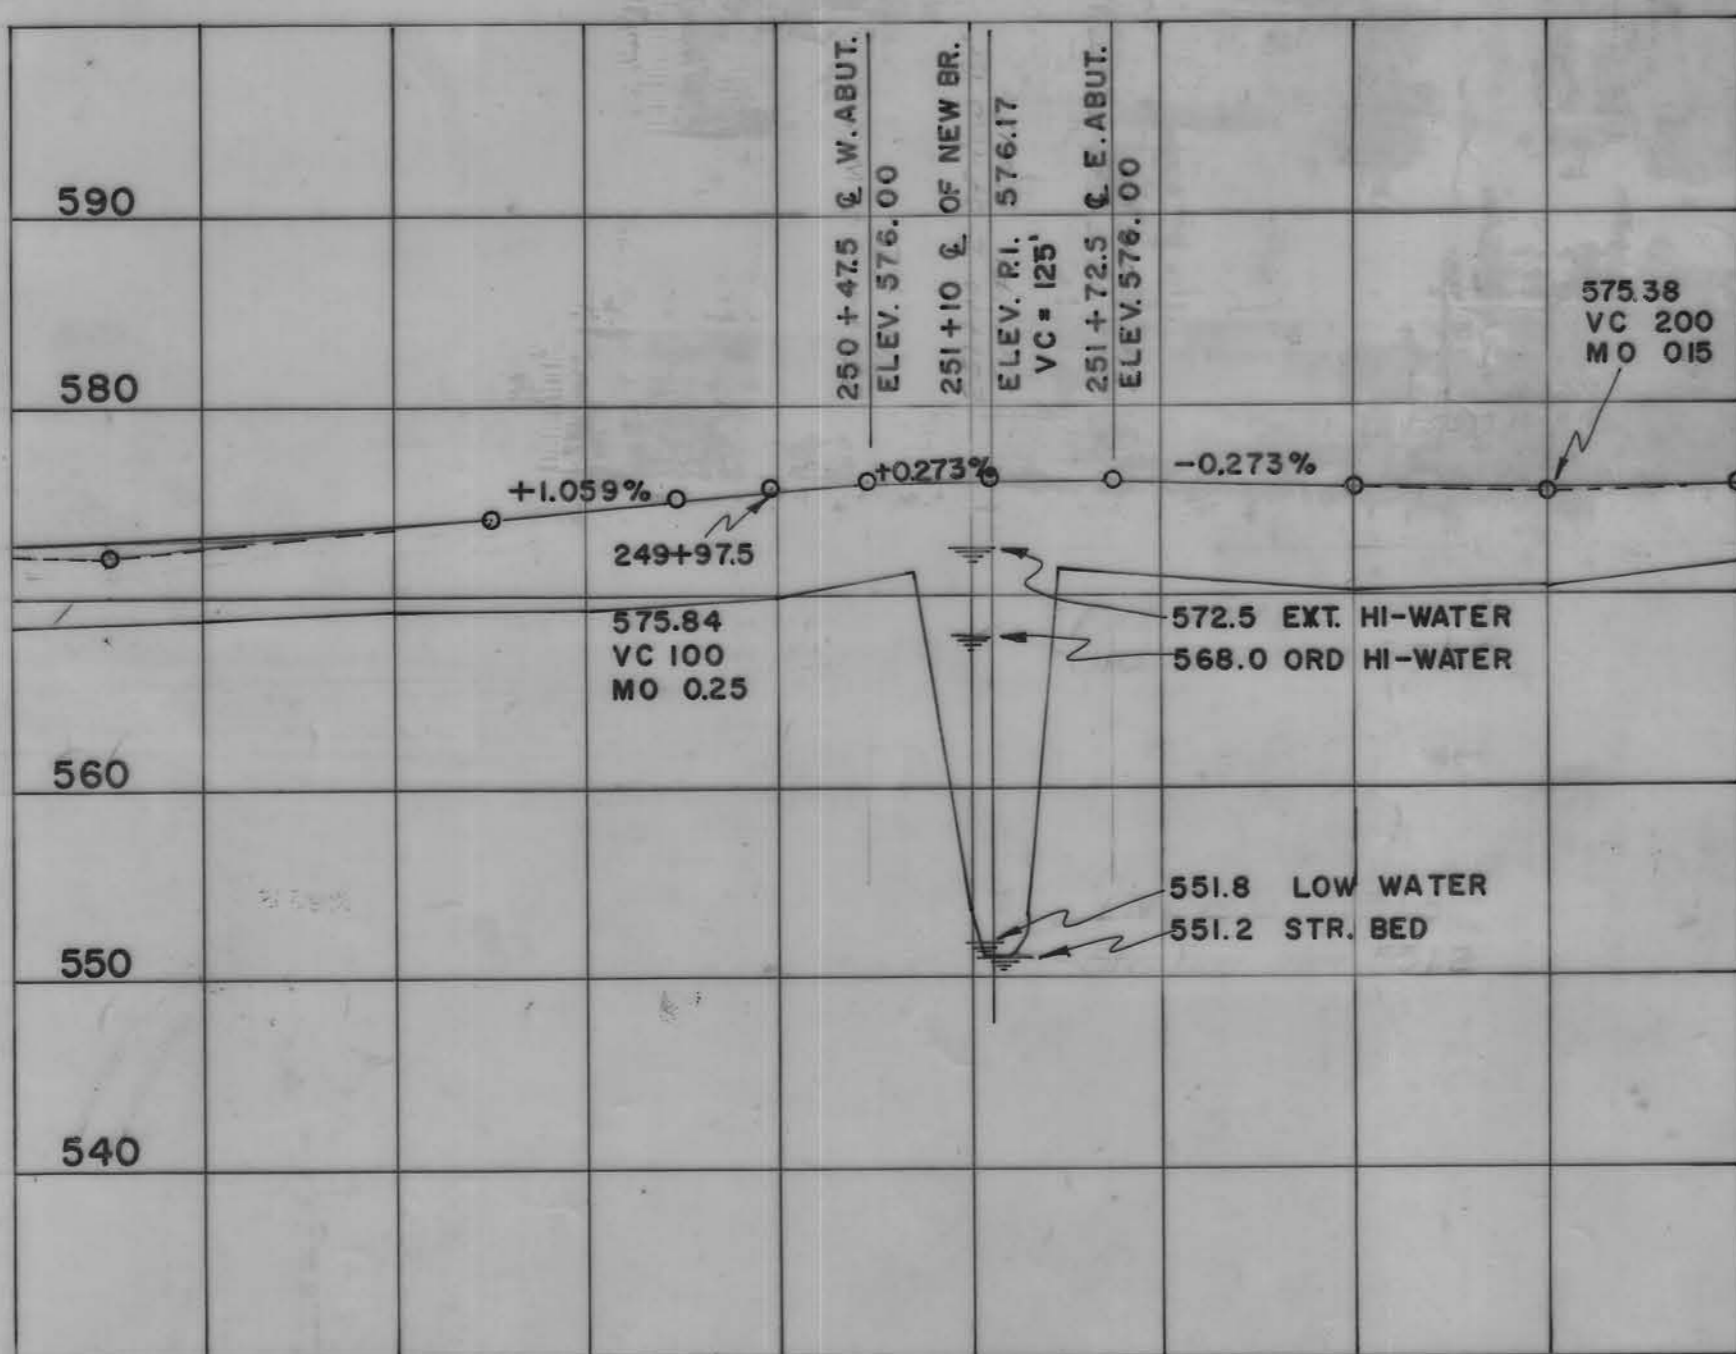 250 + 47.5 ℄ W. ABUT.
ELEV. 576.00
251+10 ℄ OF NEW BR.
ELEV. P.I. 576.17
VC = 125'
251 + 72.5 ℄ E. ABUT.
ELEV. 576.00
590
580
560
550
540
575.38
VC 200
MO 015
+1.059%
+0.273%
-0.273%
249+97.5
575.84
VC 100
MO 0.25
572.5 EXT. HI-WATER
568.0 ORD HI-WATER
551.8 LOW WATER
551.2 STR. BED